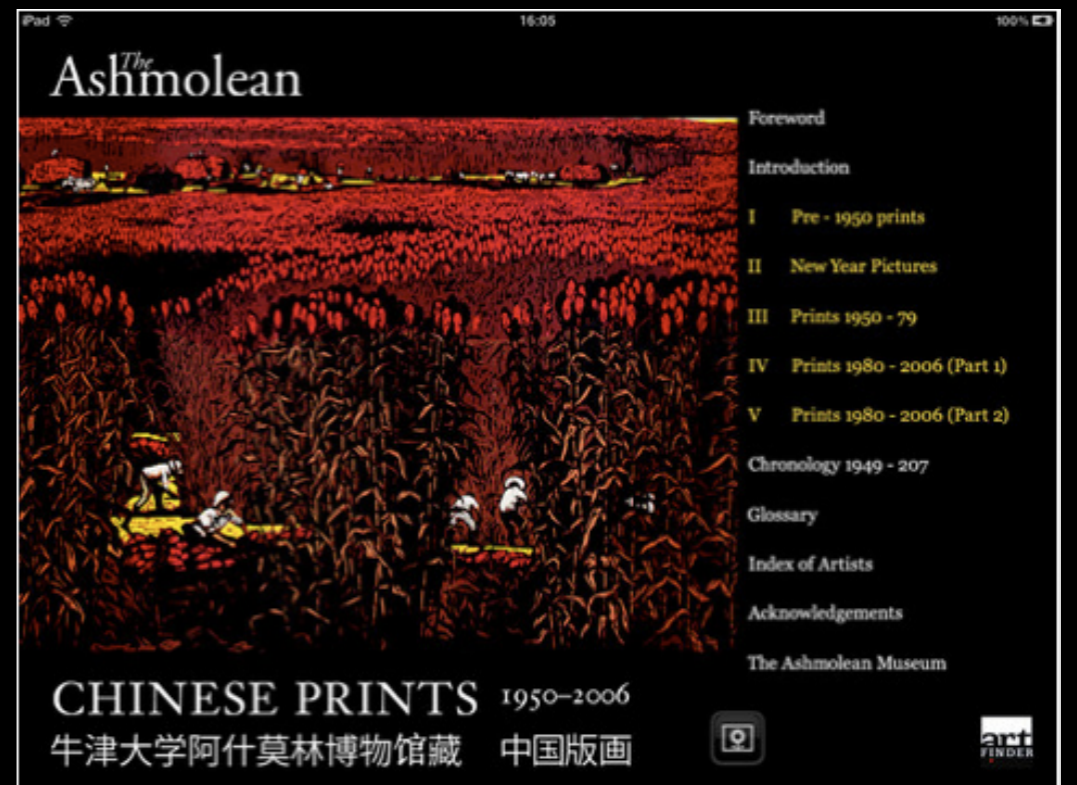 iPad 16:05 100%
The
Ashmolean
Foreword
Introduction
I Pre - 1950 prints
II New Year Pictures
III Prints 1950 - 79
IV Prints 1980 - 2006 (Part 1)
V Prints 1980 - 2006 (Part 2)
Chronology 1949 - 207
Glossary
Index of Artists
Acknowledgements
The Ashmolean Museum
CHINESE PRINTS 1950–2006
牛津大学阿什莫林博物馆藏 中国版画
art
FINDER